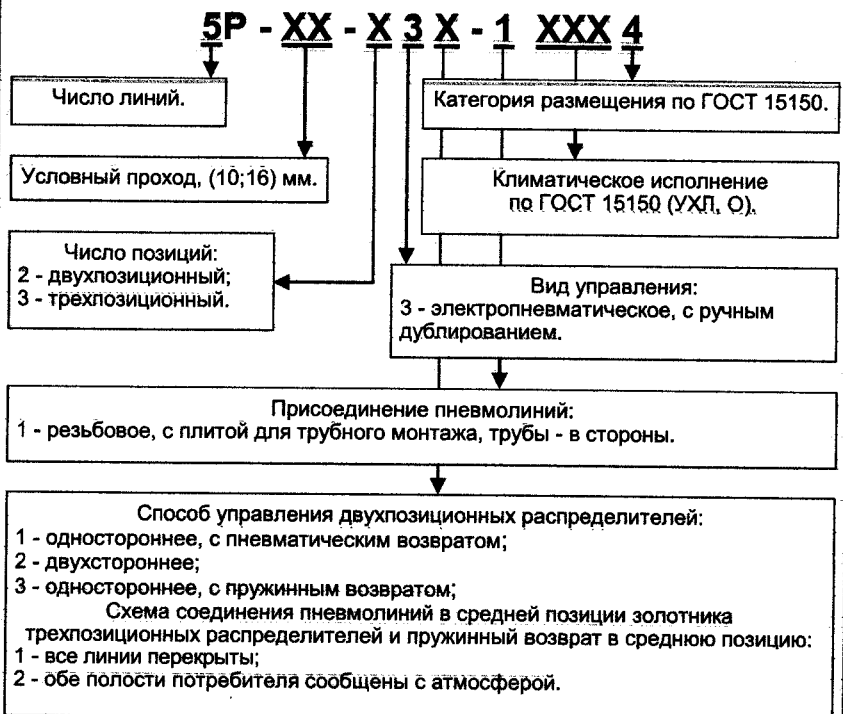 5Р - ХХ - Х 3 Х - 1 ХХХ 4
Число линий.
Категория размещения по ГОСТ 15150.
Условный проход, (10;16) мм.
Климатическое исполнение
по ГОСТ 15150 (УХЛ, О).
Число позиций:
2 - двухпозиционный;
3 - трехпозиционный.
Вид управления:
3 - электропневматическое, с ручным
дублированием.
Присоединение пневмолиний:
1 - резьбовое, с плитой для трубного монтажа, трубы - в стороны.
Способ управления двухпозиционных распределителей:
1 - одностороннее, с пневматическим возвратом;
2 - двухстороннее;
3 - одностороннее, с пружинным возвратом;
Схема соединения пневмолиний в средней позиции золотника
трехпозиционных распределителей и пружинный возврат в среднюю позицию:
1 - все линии перекрыты;
2 - обе полости потребителя сообщены с атмосферой.